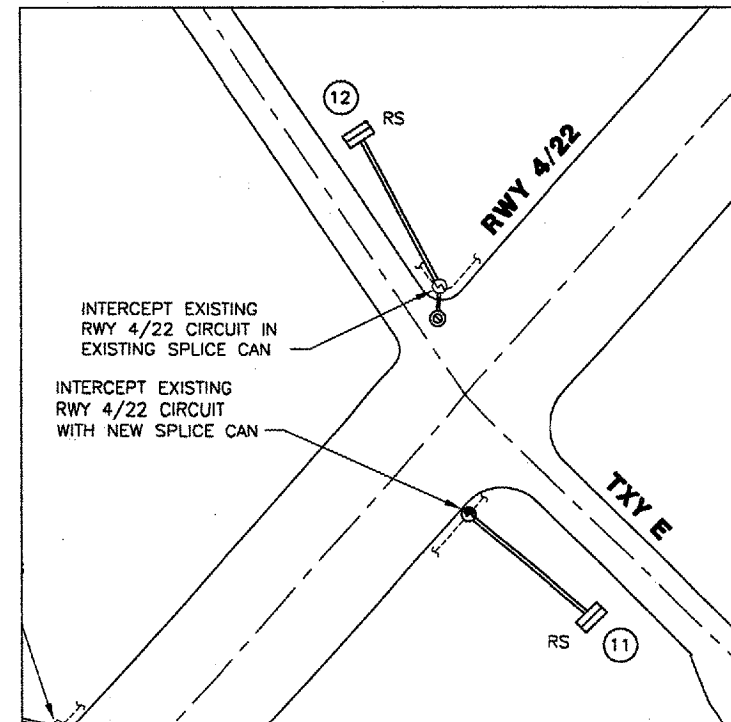 12
RS
RWY 4/22
INTERCEPT EXISTING
RWY 4/22 CIRCUIT IN
EXISTING SPLICE CAN
INTERCEPT EXISTING
RWY 4/22 CIRCUIT
WITH NEW SPLICE CAN
TXY E
RS
11